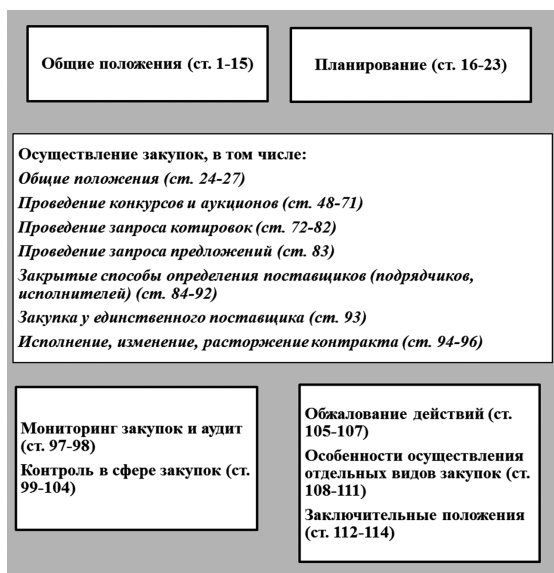 Общие положения (ст. 1-15)
Планирование (ст. 16-23)
Осуществление закупок, в том числе:
Общие положения (ст. 24-27)
Проведение конкурсов и аукционов (ст. 48-71)
Проведение запроса котировок (ст. 72-82)
Проведение запроса предложений (ст. 83)
Закрытые способы определения поставщиков (подрядчиков,
исполнителей) (ст. 84-92)
Закупка у единственного поставщика (ст. 93)
Исполнение, изменение, расторжение контракта (ст. 94-96)
Мониторинг закупок и аудит
(ст. 97-98)
Контроль в сфере закупок (ст.
99-104)
Обжалование действий (ст.
105-107)
Особенности осуществления
отдельных видов закупок (ст.
108-111)
Заключительные положения
(ст. 112-114)